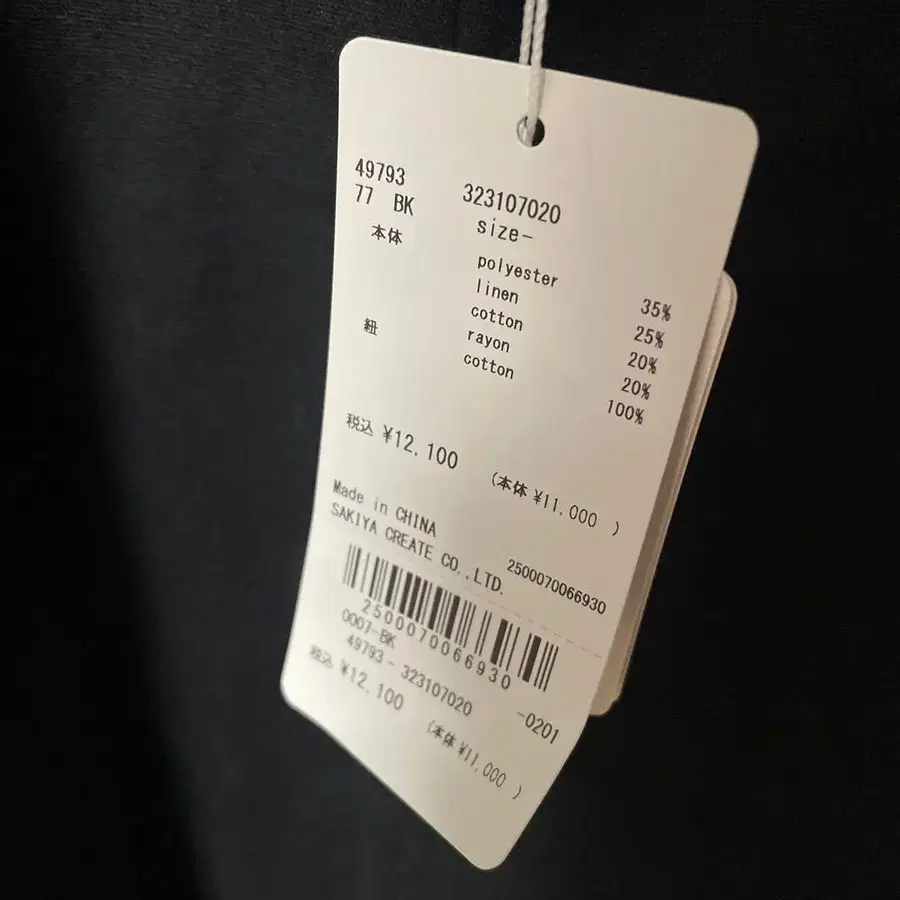 49793 323107020
77 BK size-
本体 polyester 35%
linen 25%
cotton 20%
rayon 20%
紐 cotton 100%
税込 ¥12,100 (本体 ¥11,000 )
Made in CHINA
SAKIYA CREATE CO.,LTD. 2500070066930
2500070066930
0007-BK
49793-323107020 -0201
税込 ¥12,100 (本体 ¥11,000 )